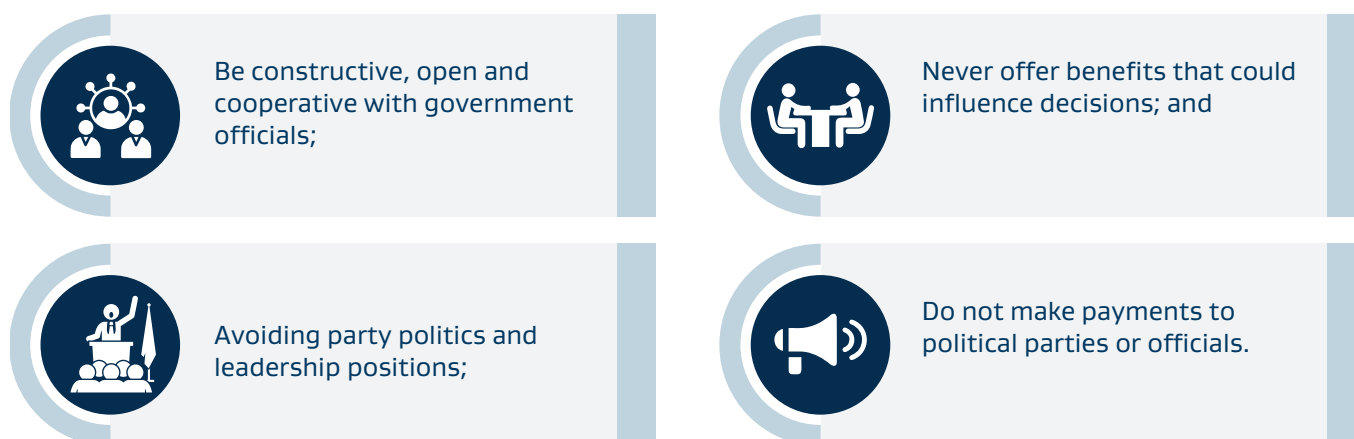 Be constructive, open and
cooperative with government
officials;
Avoiding party politics and
leadership positions;
Never offer benefits that could
influence decisions; and
Do not make payments to
political parties or officials.